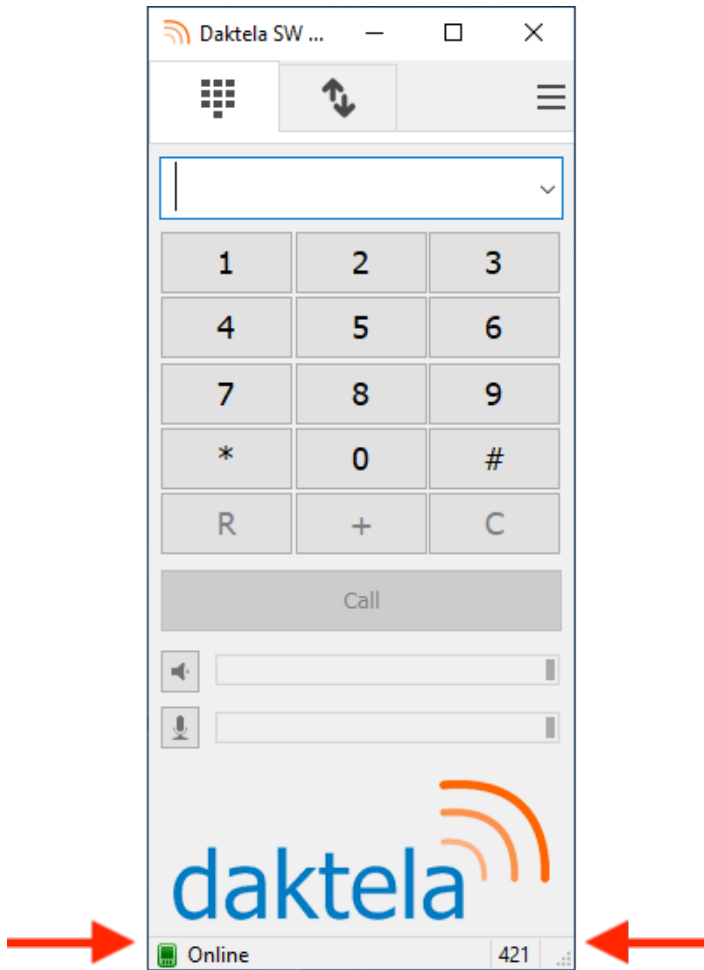 Daktela SW ...
1 2 3
4 5 6
7 8 9
* 0 #
R + C
Call
daktela
Online 421